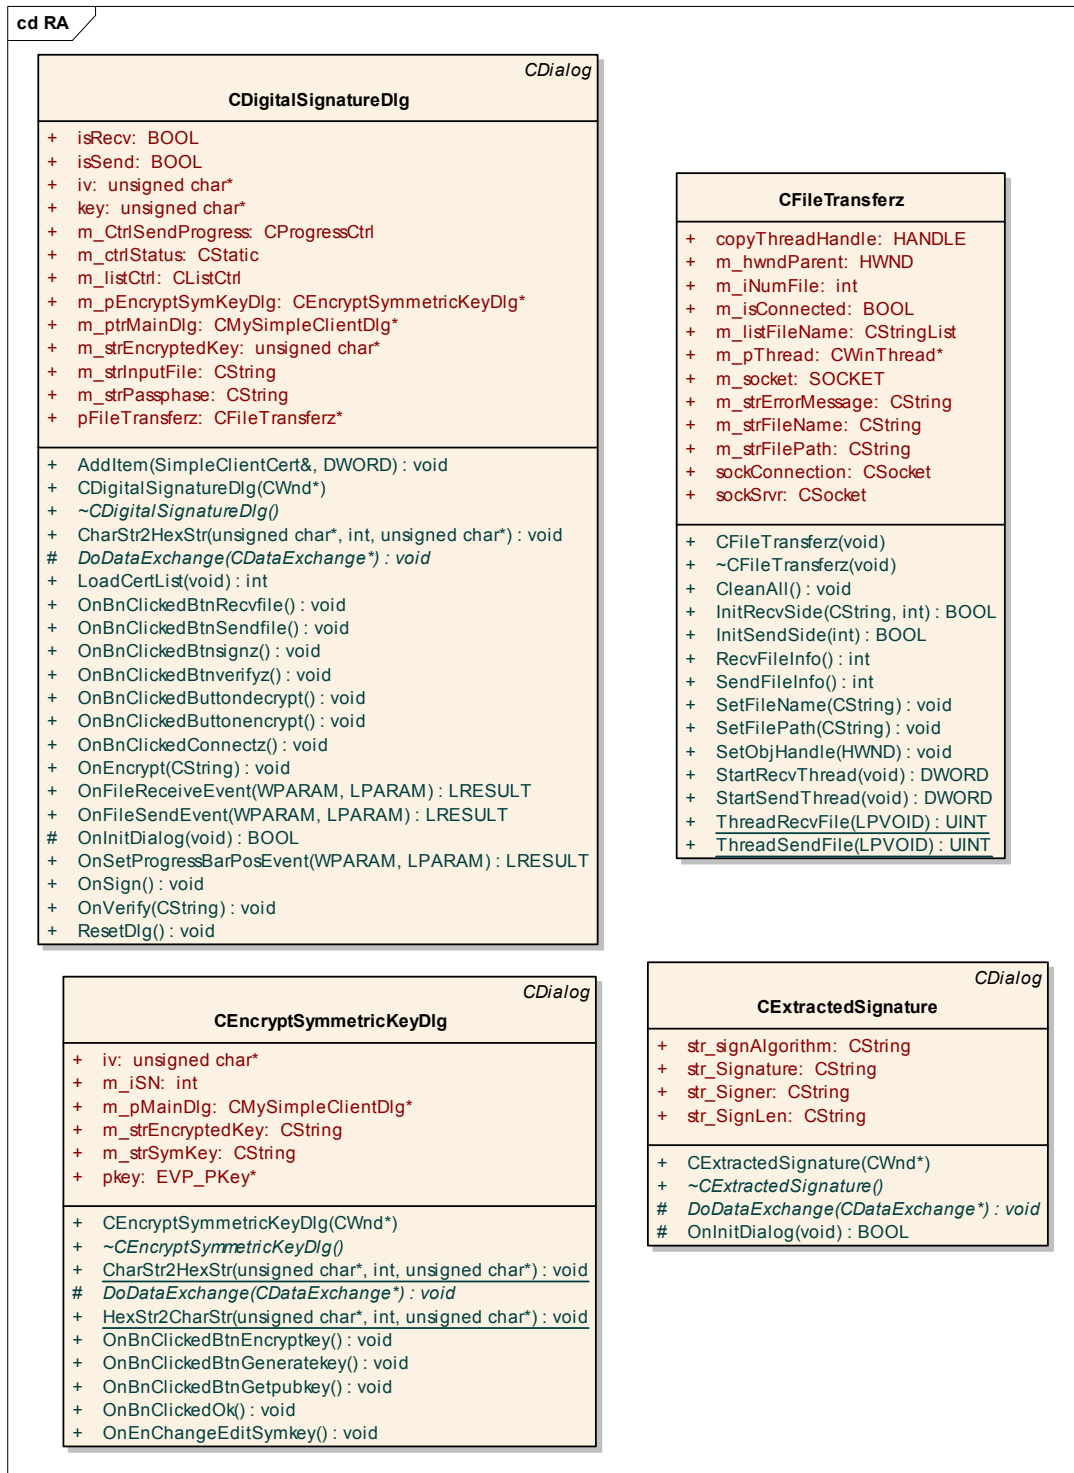 cd RA
CDialog
CDigitalSignatureDlg
+ isRecv: BOOL
+ isSend: BOOL
+ iv: unsigned char*
+ key: unsigned char*
+ m_CtrlSendProgress: CProgressCtrl
+ m_ctrlStatus: CStatic
+ m_listCtrl: CListCtrl
+ m_pEncryptSymKeyDlg: CEncryptSymmetricKeyDlg*
+ m_ptrMainDlg: CMySimpleClientDlg*
+ m_strEncryptedKey: unsigned char*
+ m_strInputFile: CString
+ m_strPassphase: CString
+ pFileTransferz: CFileTransferz*
+ AddItem(SimpleClientCert&, DWORD) : void
+ CDigitalSignatureDlg(CWnd*)
+ ~CDigitalSignatureDlg()
+ CharStr2HexStr(unsigned char*, int, unsigned char*) : void
# DoDataExchange(CDataExchange*) : void
+ LoadCertList(void) : int
+ OnBnClickedBtnRecvfile() : void
+ OnBnClickedBtnSendfile() : void
+ OnBnClickedBtnsignz() : void
+ OnBnClickedBtnverifyz() : void
+ OnBnClickedButtondecrypt() : void
+ OnBnClickedButtonencrypt() : void
+ OnBnClickedConnectz() : void
+ OnEncrypt(CString) : void
+ OnFileReceiveEvent(WPARAM, LPARAM) : LRESULT
+ OnFileSendEvent(WPARAM, LPARAM) : LRESULT
# OnInitDialog(void) : BOOL
+ OnSetProgressBarPosEvent(WPARAM, LPARAM) : LRESULT
+ OnSign() : void
+ OnVerify(CString) : void
+ ResetDlg() : void
CFileTransferz
+ copyThreadHandle: HANDLE
+ m_hwndParent: HWND
+ m_iNumFile: int
+ m_isConnected: BOOL
+ m_listFileName: CStringList
+ m_pThread: CWinThread*
+ m_socket: SOCKET
+ m_strErrorMessage: CString
+ m_strFileName: CString
+ m_strFilePath: CString
+ sockConnection: CSocket
+ sockSrvr: CSocket
+ CFileTransferz(void)
+ ~CFileTransferz(void)
+ CleanAll() : void
+ InitRecvSide(CString, int) : BOOL
+ InitSendSide(int) : BOOL
+ RecvFileInfo() : int
+ SendFileInfo() : int
+ SetFileName(CString) : void
+ SetFilePath(CString) : void
+ SetObjHandle(HWND) : void
+ StartRecvThread(void) : DWORD
+ StartSendThread(void) : DWORD
+ ThreadRecvFile(LPVOID) : UINT
+ ThreadSendFile(LPVOID) : UINT
CDialog
CEncryptSymmetricKeyDlg
+ iv: unsigned char*
+ m_iSN: int
+ m_pMainDlg: CMySimpleClientDlg*
+ m_strEncryptedKey: CString
+ m_strSymKey: CString
+ pkey: EVP_PKey*
+ CEncryptSymmetricKeyDlg(CWnd*)
+ ~CEncryptSymmetricKeyDlg()
+ CharStr2HexStr(unsigned char*, int, unsigned char*) : void
# DoDataExchange(CDataExchange*) : void
+ HexStr2CharStr(unsigned char*, int, unsigned char*) : void
+ OnBnClickedBtnEncryptkey() : void
+ OnBnClickedBtnGeneratekey() : void
+ OnBnClickedBtnGetpubkey() : void
+ OnBnClickedOk() : void
+ OnEnChangeEditSymkey() : void
CDialog
CExtractedSignature
+ str_signAlgorithm: CString
+ str_Signature: CString
+ str_Signer: CString
+ str_SignLen: CString
+ CExtractedSignature(CWnd*)
+ ~CExtractedSignature()
# DoDataExchange(CDataExchange*) : void
# OnInitDialog(void) : BOOL